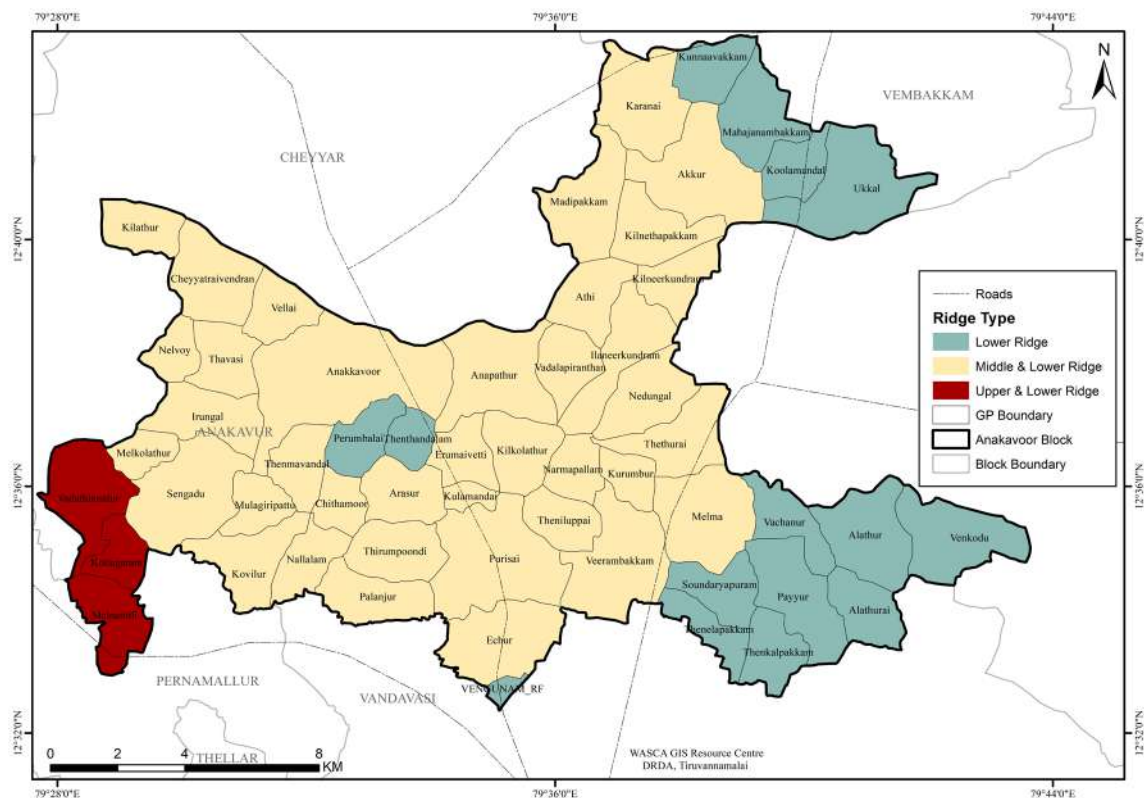 79°28'0"E
79°36'0"E
79°44'0"E
N
Kunnaavakkam
VEMBAKKAM
Karanai
Mahajanambakkam
CHEYYAR
Koolamandal
Akkur
Ukkal
Madipakkam
Kilathur
Kilnethapakkam
12°40'0"N
12°40'0"N
Cheyyatraivendran
Kilneerkundram
Athi
Roads
Vellai
Ridge Type
Lower Ridge
Nelvoy
Thavasi
Ilaneerkundram
Vadalapiranthan
Middle & Lower Ridge
Anakkavoor
Anapathur
Upper & Lower Ridge
Nedungal
GP Boundary
Irungal
ANAKAVUR
Perumbalai
Thenthandalam
Thethurai
Anakavoor Block
Melkolathur
Erumaivetti
Kilkolathur
Block Boundary
Thenmavandal
Narmapallam
Kurumbur
12°36'0"N
12°36'0"N
Sengadu
Arasur
Kulamandai
Mulagiripattu
Chithamoor
Theniluppai
Melma
Vachanur
Alathur
Venkodu
Thirumpoondi
Purisai
Veerambakkam
Nallalam
Kovilur
Soundaryapuram
Palanjur
Payyur
Alathurai
Thenelapakkam
Echur
Thenkalpakkam
PERNAMALLUR
VENGUNAM_RF
VANDAVASI
12°32'0"N
12°32'0"N
0 2 4 8
KM
THELLAR
WASCA GIS Resource Centre
DRDA, Tiruvannamalai
79°28'0"E
79°36'0"E
79°44'0"E